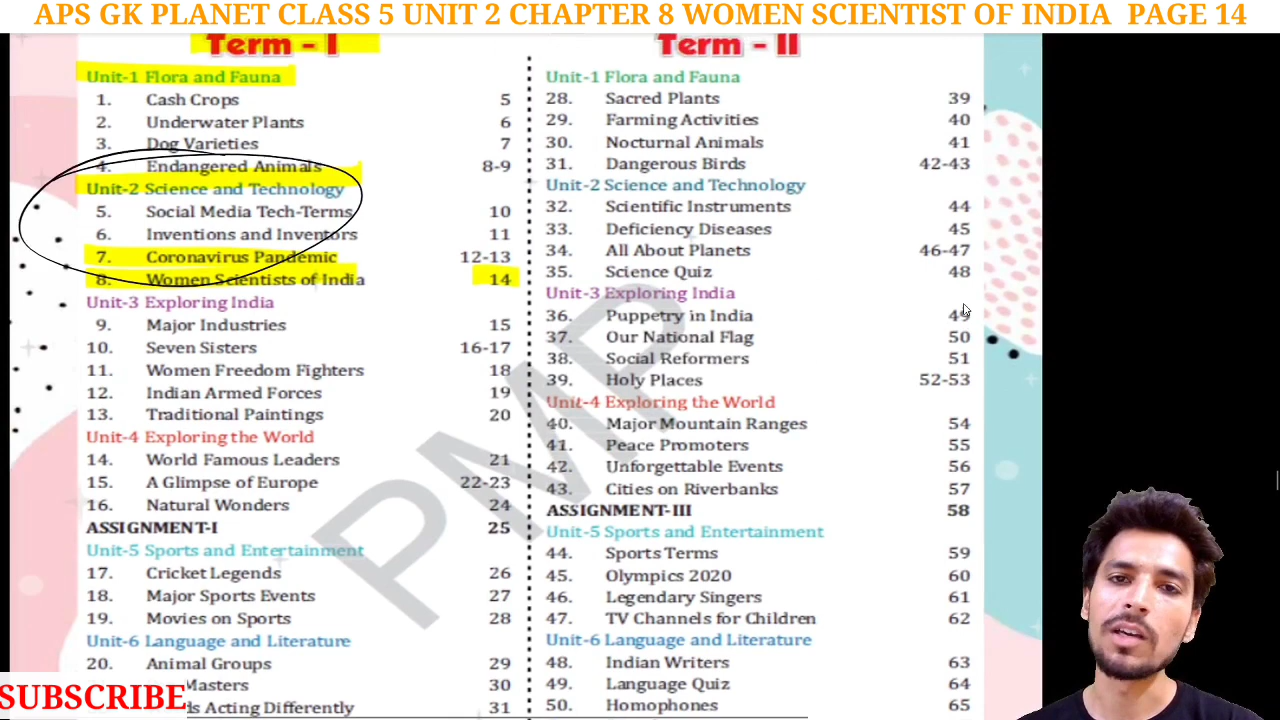 APS GK PLANET CLASS 5 UNIT 2 CHAPTER 8 WOMEN SCIENTIST OF INDIA PAGE 14
Term - I
Unit-1 Flora and Fauna
1. Cash Crops 5
2. Underwater Plants 6
3. Dog Varieties 7
4. Endangered Animals 8-9
Unit-2 Science and Technology
5. Social Media Tech-Terms 10
6. Inventions and Inventors 11
7. Coronavirus Pandemic 12-13
8. Women Scientists of India 14
Unit-3 Exploring India
9. Major Industries 15
10. Seven Sisters 16-17
11. Women Freedom Fighters 18
12. Indian Armed Forces 19
13. Traditional Paintings 20
Unit-4 Exploring the World
14. World Famous Leaders 21
15. A Glimpse of Europe 22-23
16. Natural Wonders 24
ASSIGNMENT-I 25
Unit-5 Sports and Entertainment
17. Cricket Legends 26
18. Major Sports Events 27
19. Movies on Sports 28
Unit-6 Language and Literature
20. Animal Groups 29
Masters 30
ds Acting Differently 31
Term - II
Unit-1 Flora and Fauna
28. Sacred Plants 39
29. Farming Activities 40
30. Nocturnal Animals 41
31. Dangerous Birds 42-43
Unit-2 Science and Technology
32. Scientific Instruments 44
33. Deficiency Diseases 45
34. All About Planets 46-47
35. Science Quiz 48
Unit-3 Exploring India
36. Puppetry in India 49
37. Our National Flag 50
38. Social Reformers 51
39. Holy Places 52-53
Unit-4 Exploring the World
40. Major Mountain Ranges 54
41. Peace Promoters 55
42. Unforgettable Events 56
43. Cities on Riverbanks 57
ASSIGNMENT-III 58
Unit-5 Sports and Entertainment
44. Sports Terms 59
45. Olympics 2020 60
46. Legendary Singers 61
47. TV Channels for Children 62
Unit-6 Language and Literature
48. Indian Writers 63
49. Language Quiz 64
50. Homophones 65
PMP
SUBSCRIBE